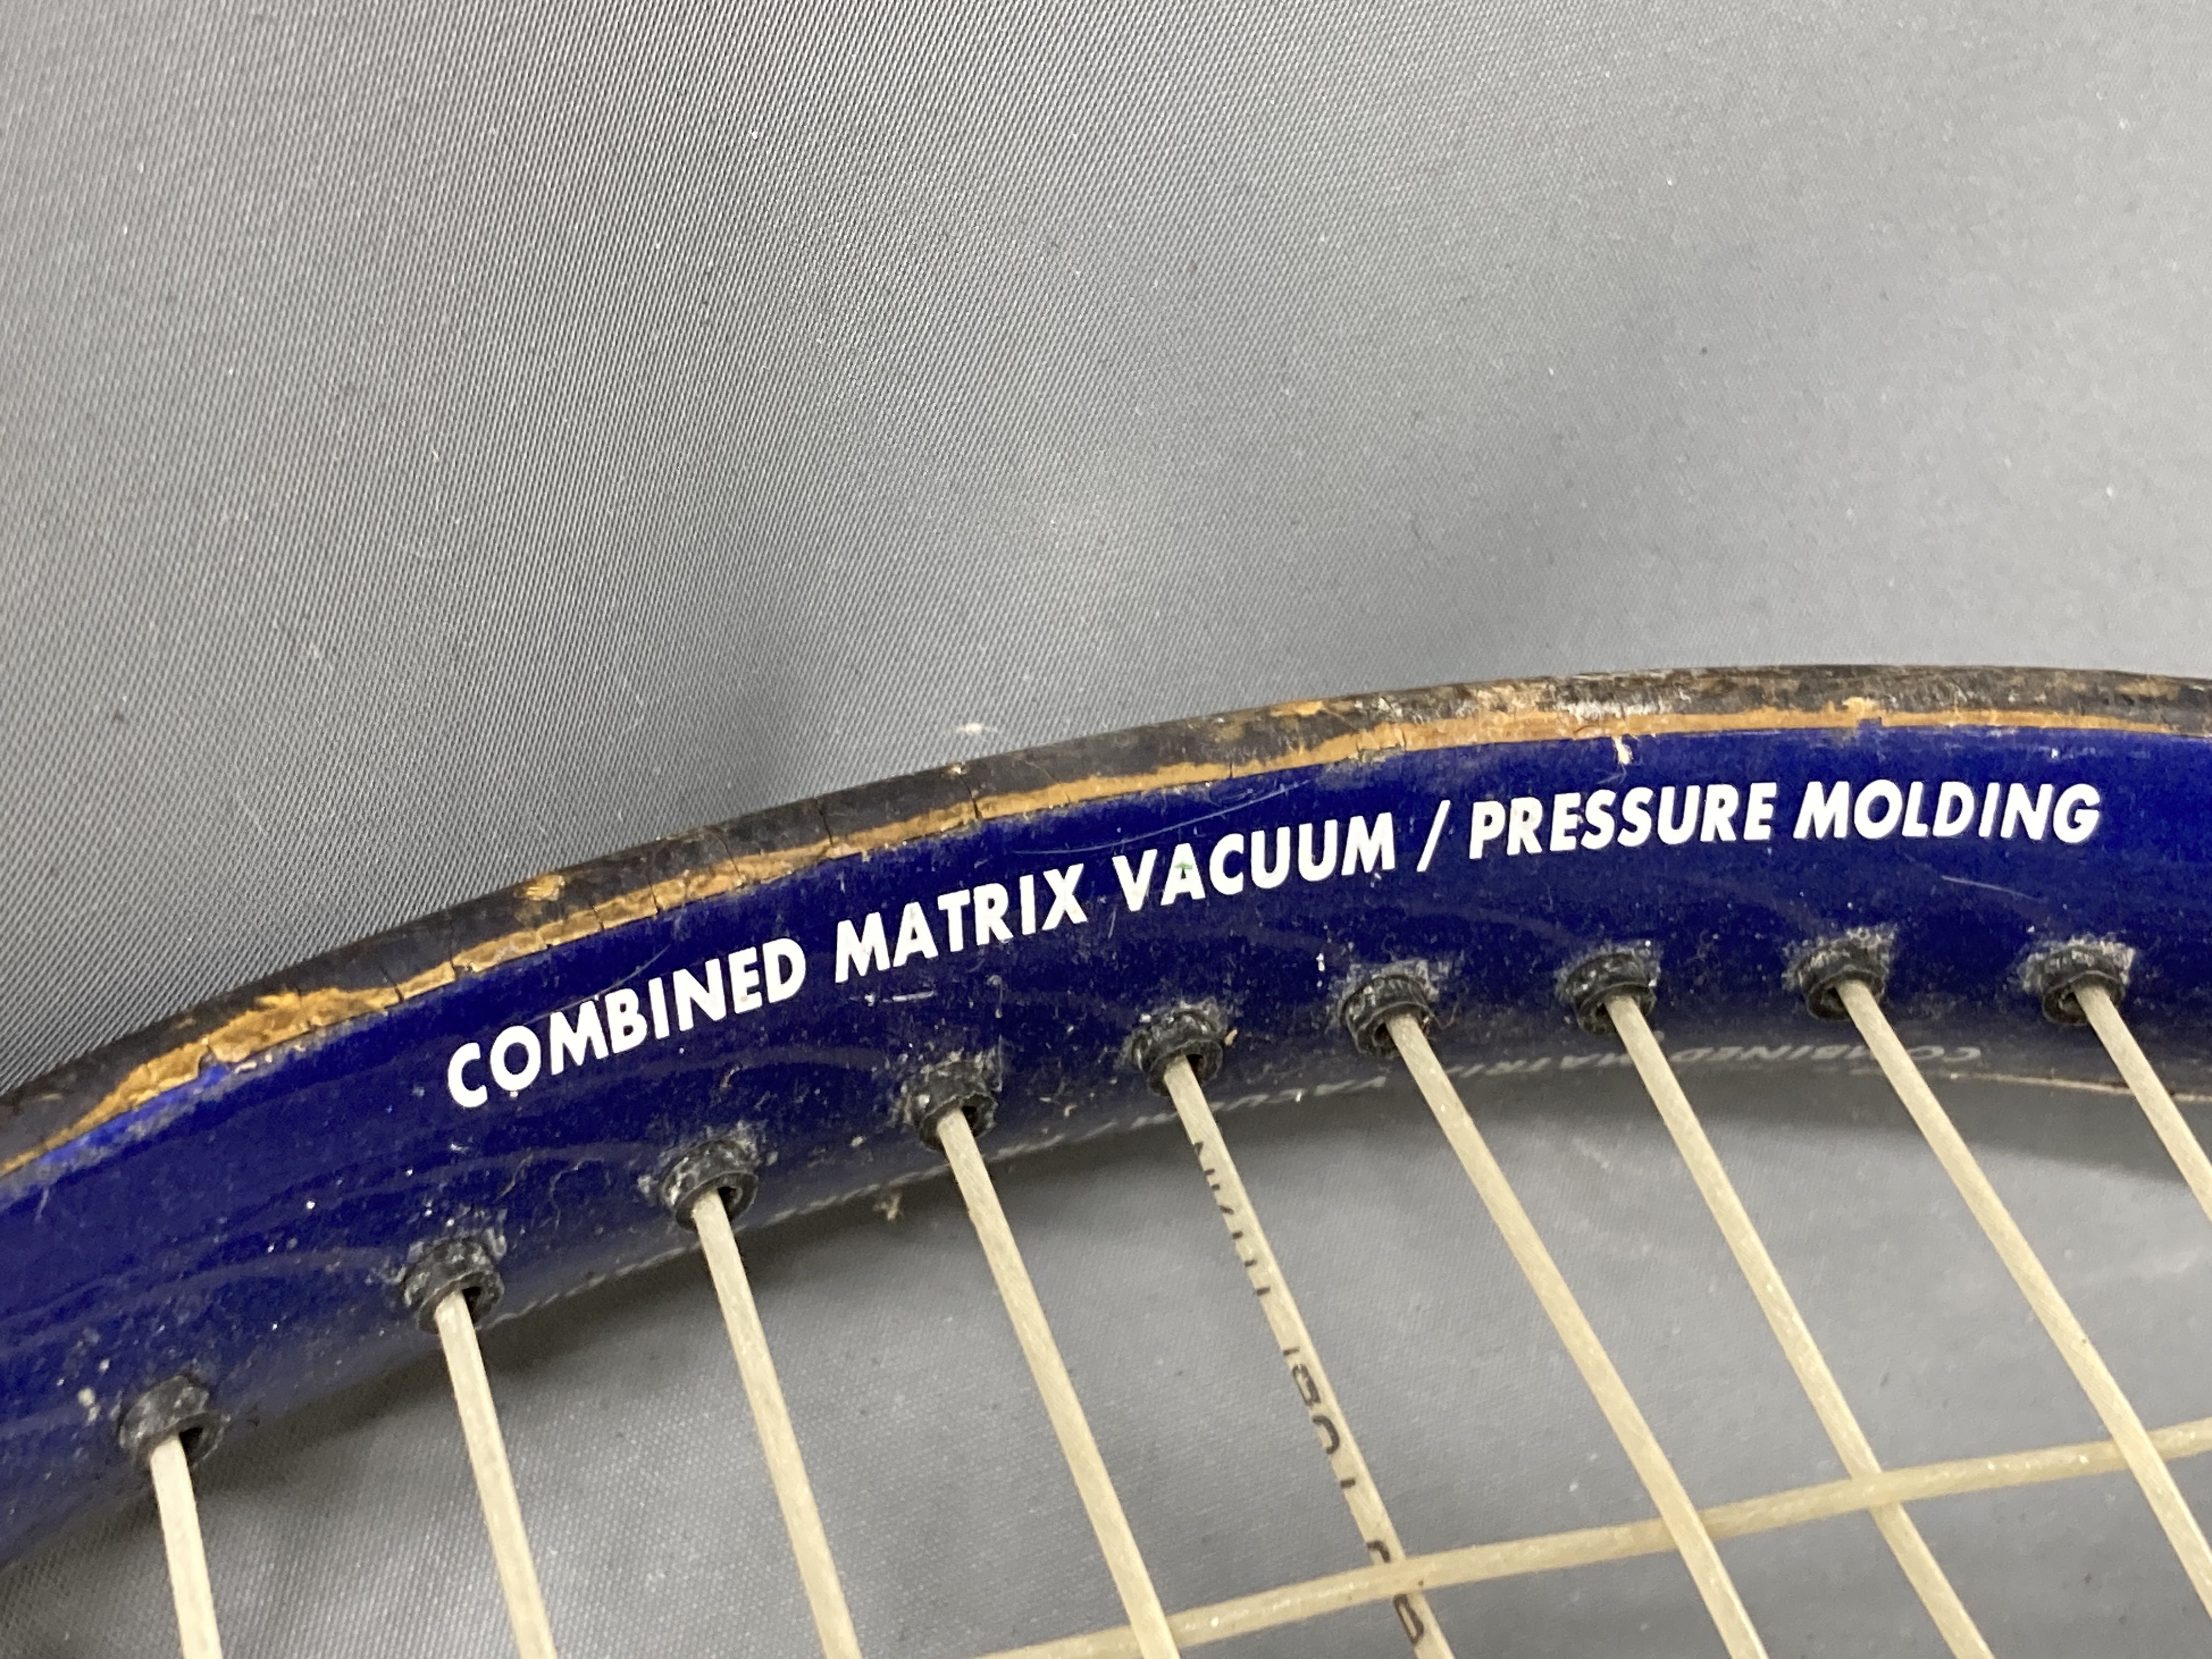 COMBINED MATRIX VACUUM / PRESSURE MOLDING